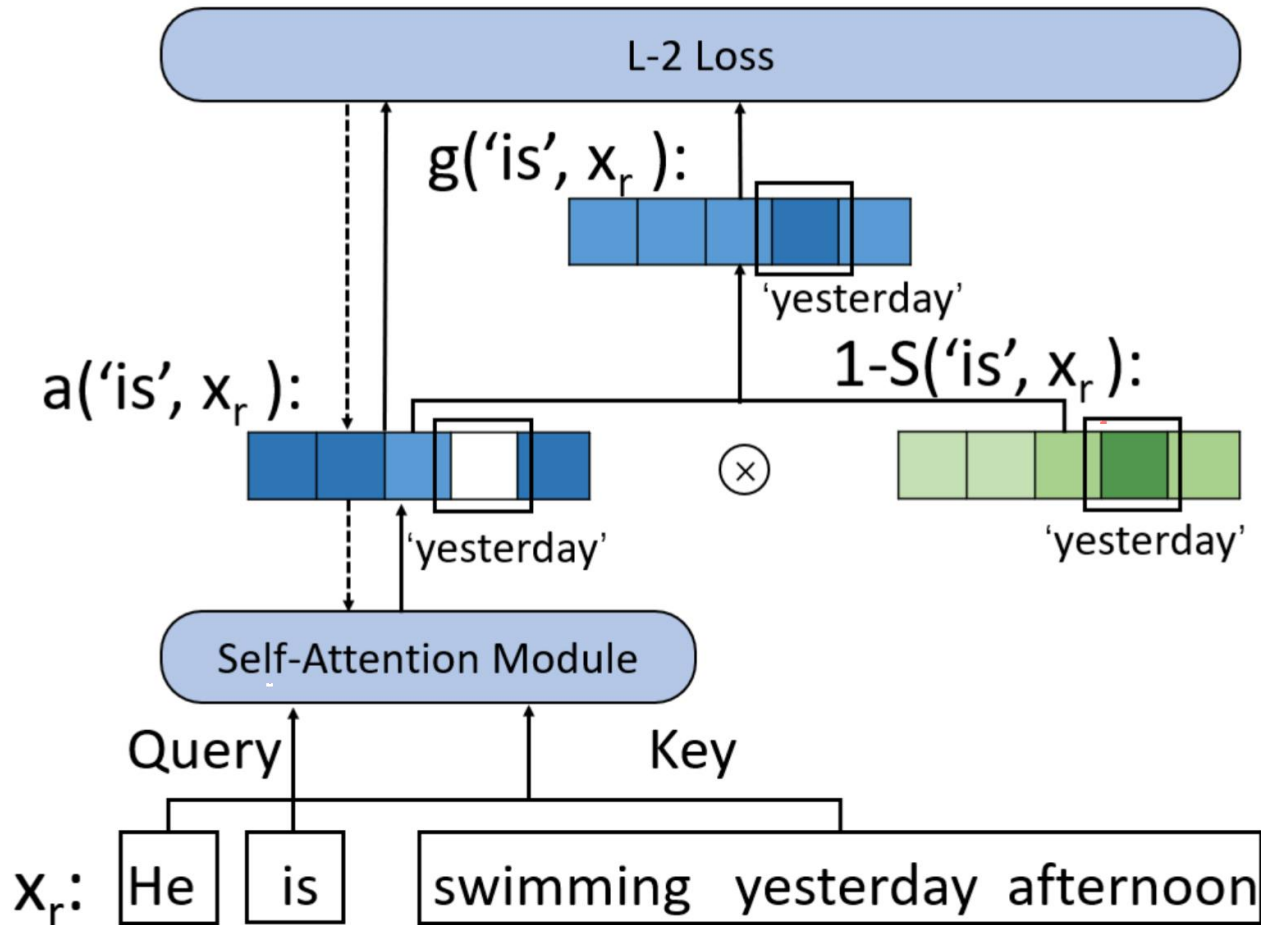 L-2 Loss
g(‘is’, xᵣ ):
‘yesterday’
1-S(‘is’, xᵣ ):
a(‘is’, xᵣ ):
×
‘yesterday’
‘yesterday’
Self-Attention Module
Query
Key
xᵣ: He is swimming yesterday afternoon